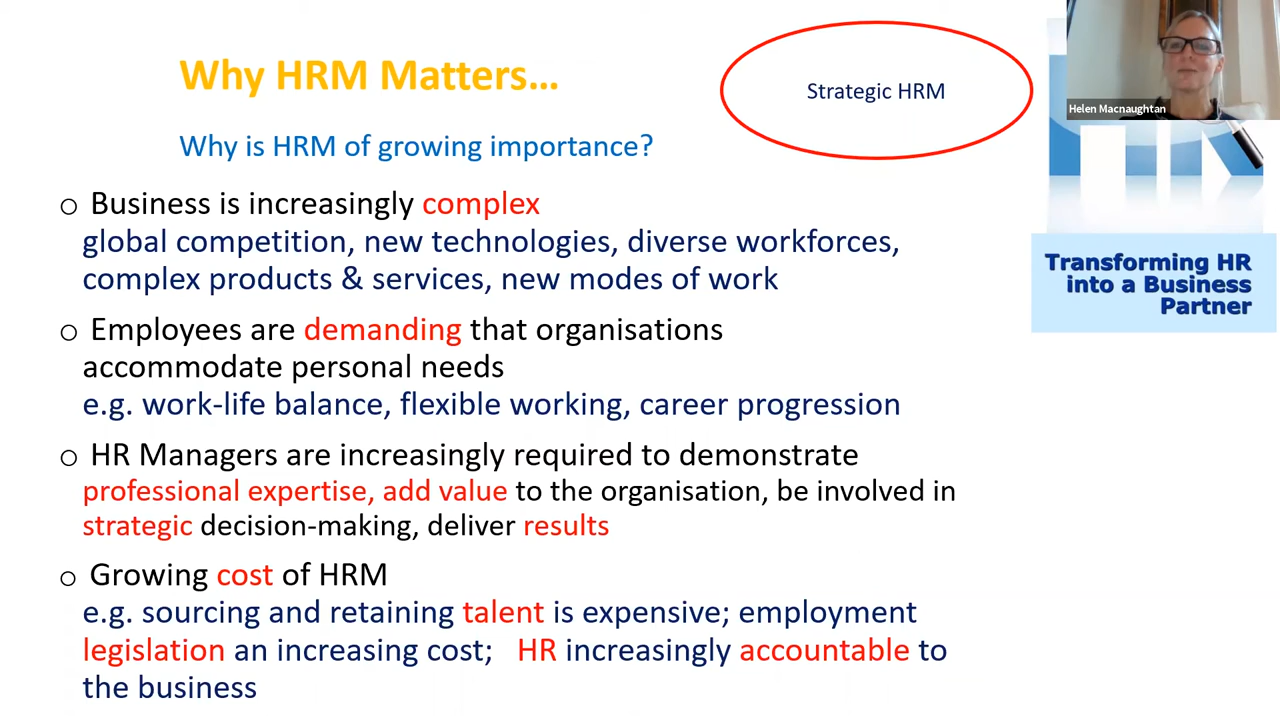 Why HRM Matters...
Strategic HRM
Helen Macnaughtan
Why is HRM of growing importance?
o Business is increasingly complex
global competition, new technologies, diverse workforces,
complex products & services, new modes of work
Transforming HR
into a Business
Partner
o Employees are demanding that organisations
accommodate personal needs
e.g. work-life balance, flexible working, career progression
o HR Managers are increasingly required to demonstrate
professional expertise, add value to the organisation, be involved in
strategic decision-making, deliver results
o Growing cost of HRM
e.g. sourcing and retaining talent is expensive; employment
legislation an increasing cost; HR increasingly accountable to
the business